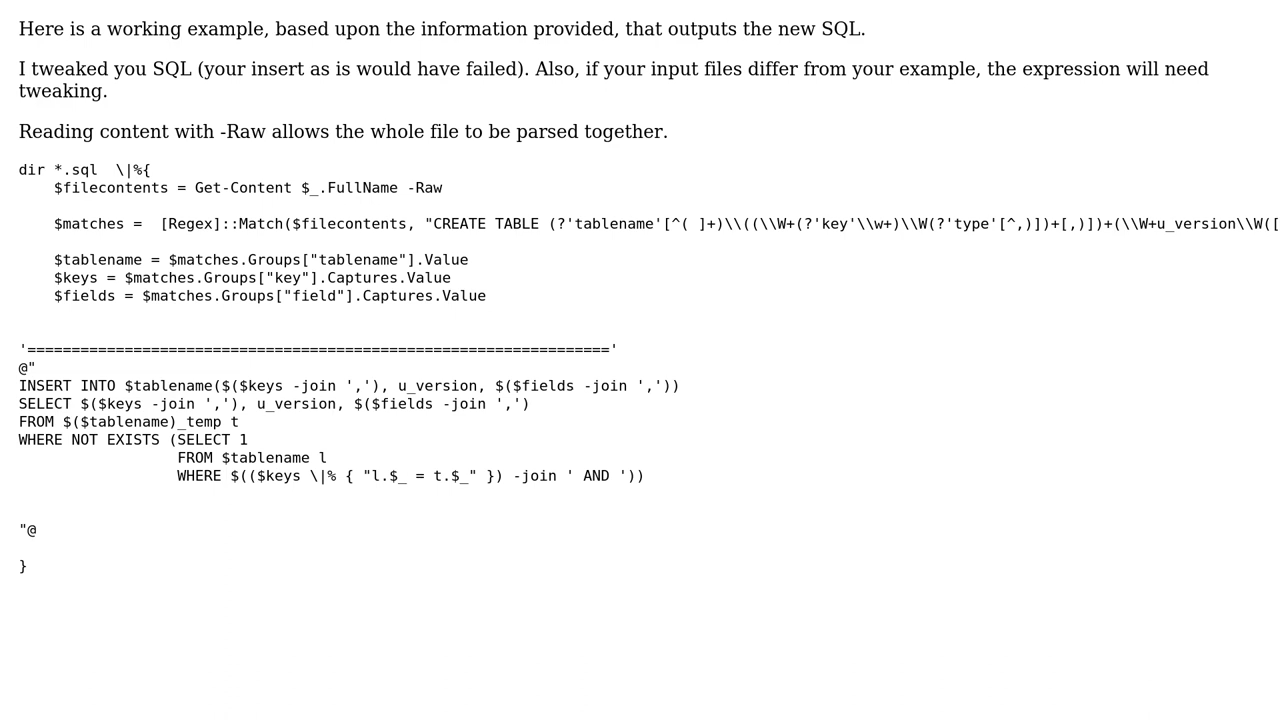 Here is a working example, based upon the information provided, that outputs the new SQL.
I tweaked you SQL (your insert as is would have failed). Also, if your input files differ from your example, the expression will need
tweaking.
Reading content with -Raw allows the whole file to be parsed together.
dir *.sql  \|%{
    $filecontents = Get-Content $_.FullName -Raw
    $matches =  [Regex]::Match($filecontents, "CREATE TABLE (?'tablename'[^( ]+)\\((\\W+(?'key'\\w+)\\W(?'type'[^,)])+[,)])+(\\W+u_version\\W([
    $tablename = $matches.Groups["tablename"].Value
    $keys = $matches.Groups["key"].Captures.Value
    $fields = $matches.Groups["field"].Captures.Value
'=================================================================='
@"
INSERT INTO $tablename($($keys -join ','), u_version, $($fields -join ','))
SELECT $($keys -join ','), u_version, $($fields -join ',')
FROM $($tablename)_temp t
WHERE NOT EXISTS (SELECT 1
                  FROM $tablename l
                  WHERE $(($keys \|% { "l.$_ = t.$_" }) -join ' AND '))
"@
}